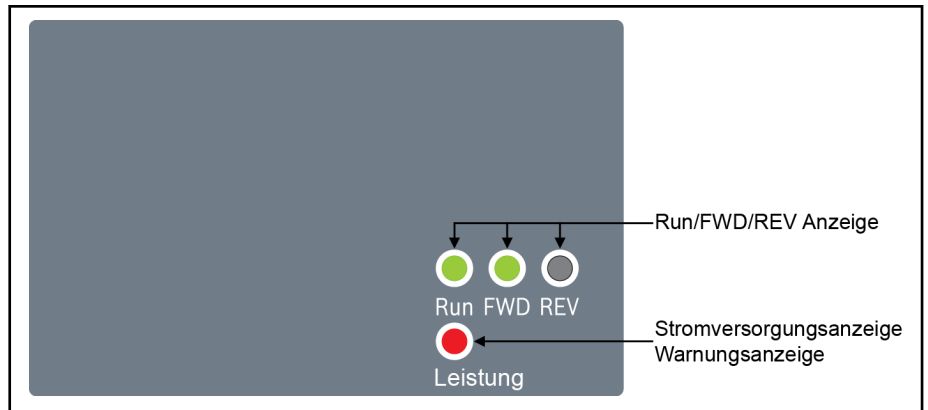 Run/FWD/REV Anzeige
Run FWD REV
Stromversorgungsanzeige
Warnungsanzeige
Leistung